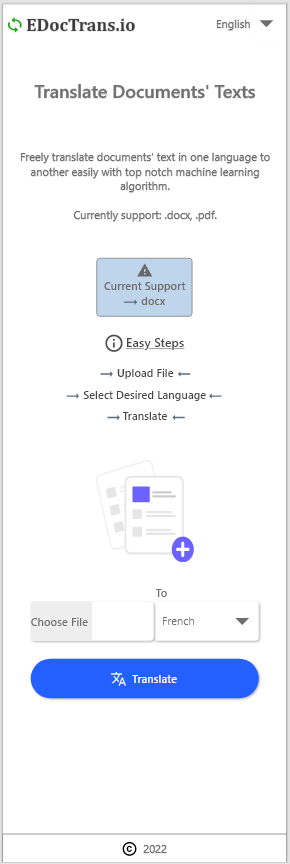 EDocTrans.io
English
Translate Documents' Texts
Freely translate documents' text in one language to
another easily with top notch machine learning
algorithm.
Currently support: .docx, .pdf.
Current Support
→ docx
Easy Steps
→ Upload File ←
→ Select Desired Language ←
→ Translate ←
To
Choose File
French
Translate
© 2022